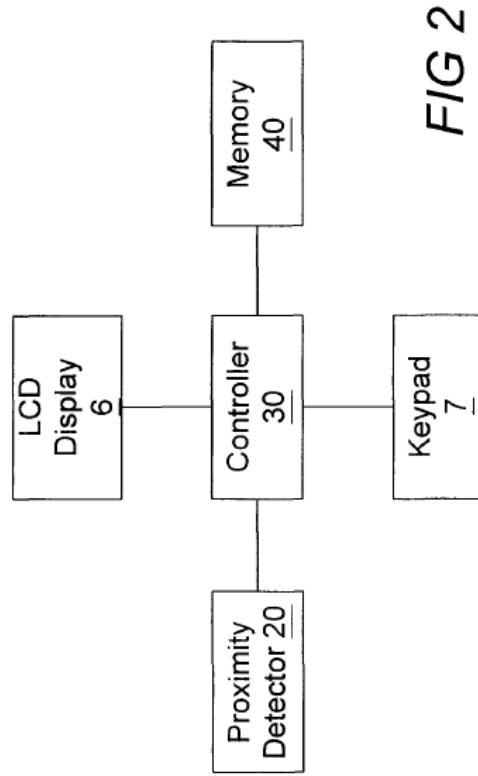 LCD
Display
6
Proximity
Detector 20
Controller
30
Memory
40
Keypad
7
FIG 2